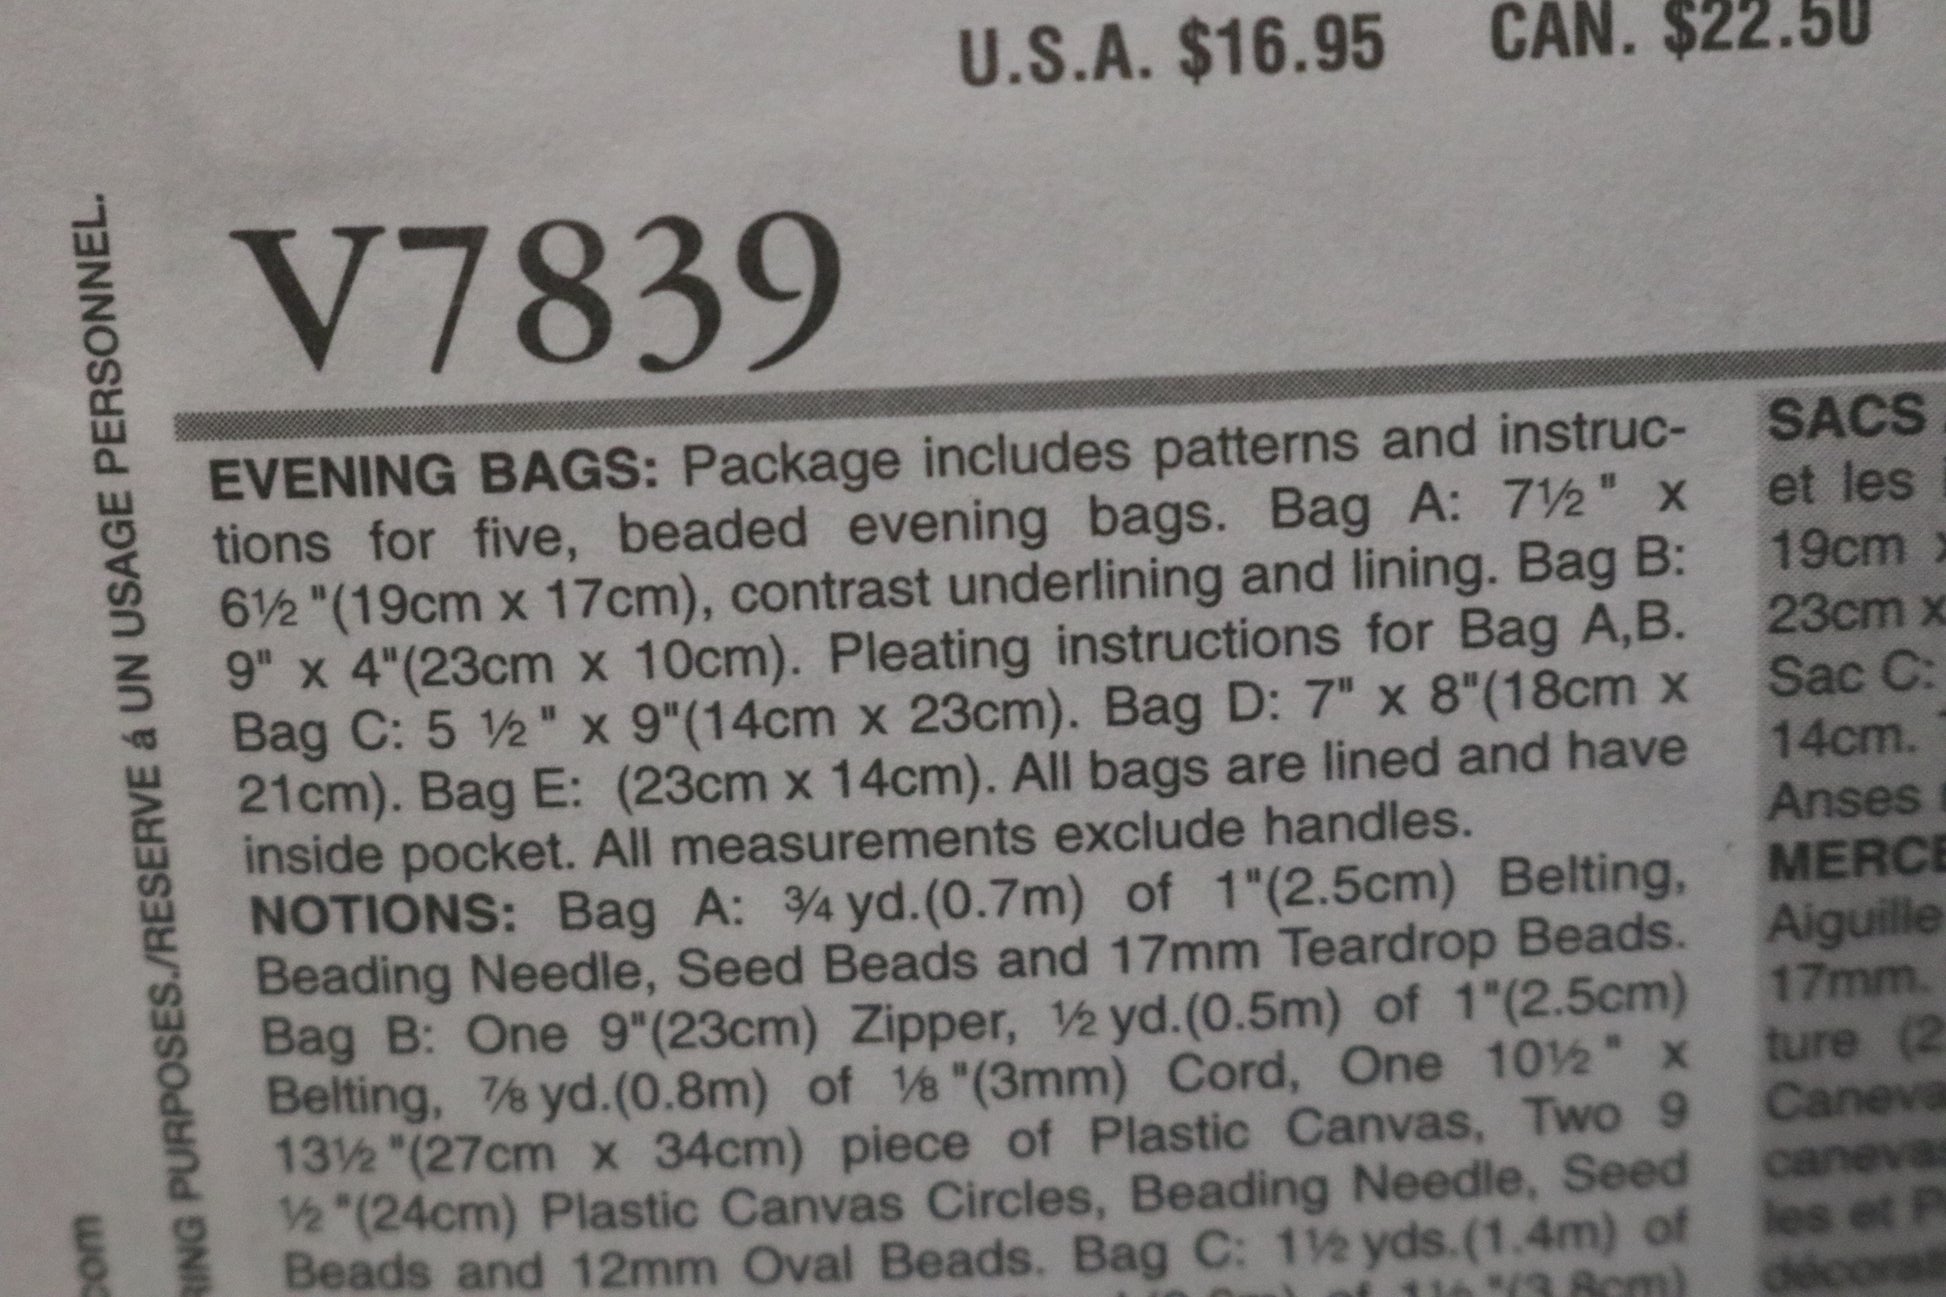 U.S.A. $16.95 CAN. $22.50
V7839
EVENING BAGS: Package includes patterns and instruc-
tions for five, beaded evening bags. Bag A: 7½" x
6½"(19cm x 17cm), contrast underlining and lining. Bag B:
9" x 4"(23cm x 10cm). Pleating instructions for Bag A,B.
Bag C: 5 ½" x 9"(14cm x 23cm). Bag D: 7" x 8"(18cm x
21cm). Bag E: (23cm x 14cm). All bags are lined and have
inside pocket. All measurements exclude handles.
NOTIONS: Bag A: ¾ yd.(0.7m) of 1"(2.5cm) Belting,
Beading Needle, Seed Beads and 17mm Teardrop Beads.
Bag B: One 9"(23cm) Zipper, ½ yd.(0.5m) of 1"(2.5cm)
Belting, ⅞ yd.(0.8m) of ⅛"(3mm) Cord, One 10½" x
13½"(27cm x 34cm) piece of Plastic Canvas, Two 9
½"(24cm) Plastic Canvas Circles, Beading Needle, Seed
Beads and 12mm Oval Beads. Bag C: 1½ yds.(1.4m) of
SACS
et les
19cm x
23cm x
Sac C:
14cm.
Anses
MERCE
Aiguille
17mm.
ture (2
Caneva
canevas
les et P
décorat
RING PURPOSES./RESERVE á UN USAGE PERSONNEL.
com